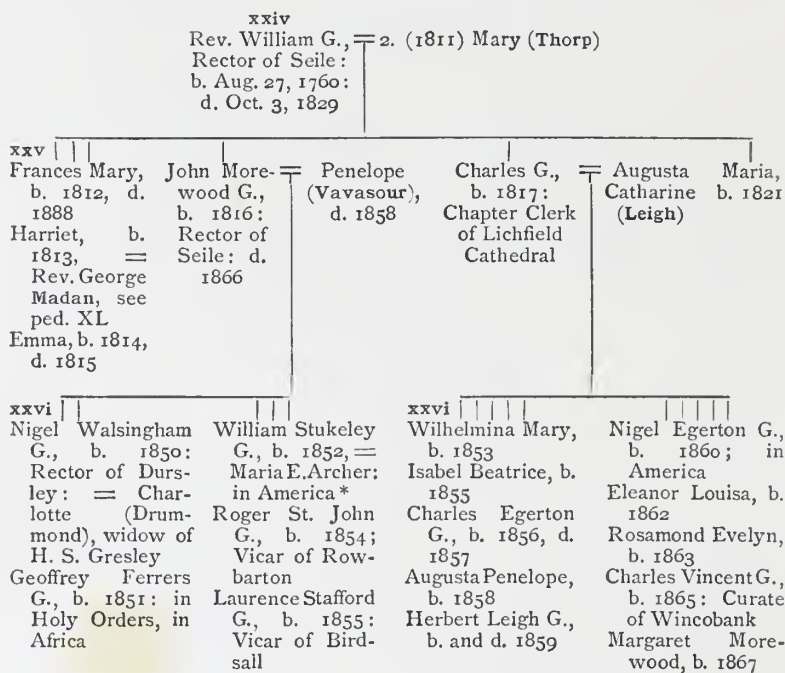 xxiv
Rev. William G., = 2. (1811) Mary (Thorp)
Rector of Seile :
b. Aug. 27, 1760:
d. Oct. 3, 1829
xxv
Frances Mary,
b. 1812, d.
1888
Harriet, b.
1813, =
Rev. George
Madan, see
ped. XL
Emma, b. 1814,
d. 1815
John More-
wood G.,
b. 1816:
Rector of
Seile: d.
1866
=
Penelope
(Vavasour),
d. 1858
Charles G.,
b. 1817:
Chapter Clerk
of Lichfield
Cathedral
=
Augusta
Catharine
(Leigh)
Maria,
b. 1821
xxvi
Nigel Walsingham
G., b. 1850:
Rector of Durs-
ley: = Char-
lotte (Drum-
mond), widow of
H. S. Gresley
Geoffrey Ferrers
G., b. 1851: in
Holy Orders, in
Africa
William Stukeley
G., b. 1852, =
Maria E. Archer:
in America *
Roger St. John
G., b. 1854;
Vicar of Row-
barton
Laurence Stafford
G., b. 1855:
Vicar of Bird-
sall
xxvi
Wilhelmina Mary,
b. 1853
Isabel Beatrice, b.
1855
Charles Egerton
G., b. 1856, d.
1857
Augusta Penelope,
b. 1858
Herbert Leigh G.,
b. and d. 1859
Nigel Egerton G.,
b. 1860; in
America
Eleanor Louisa, b.
1862
Rosamond Evelyn,
b. 1863
Charles Vincent G.,
b. 1865: Curate
of Wincobank
Margaret More-
wood, b. 1867